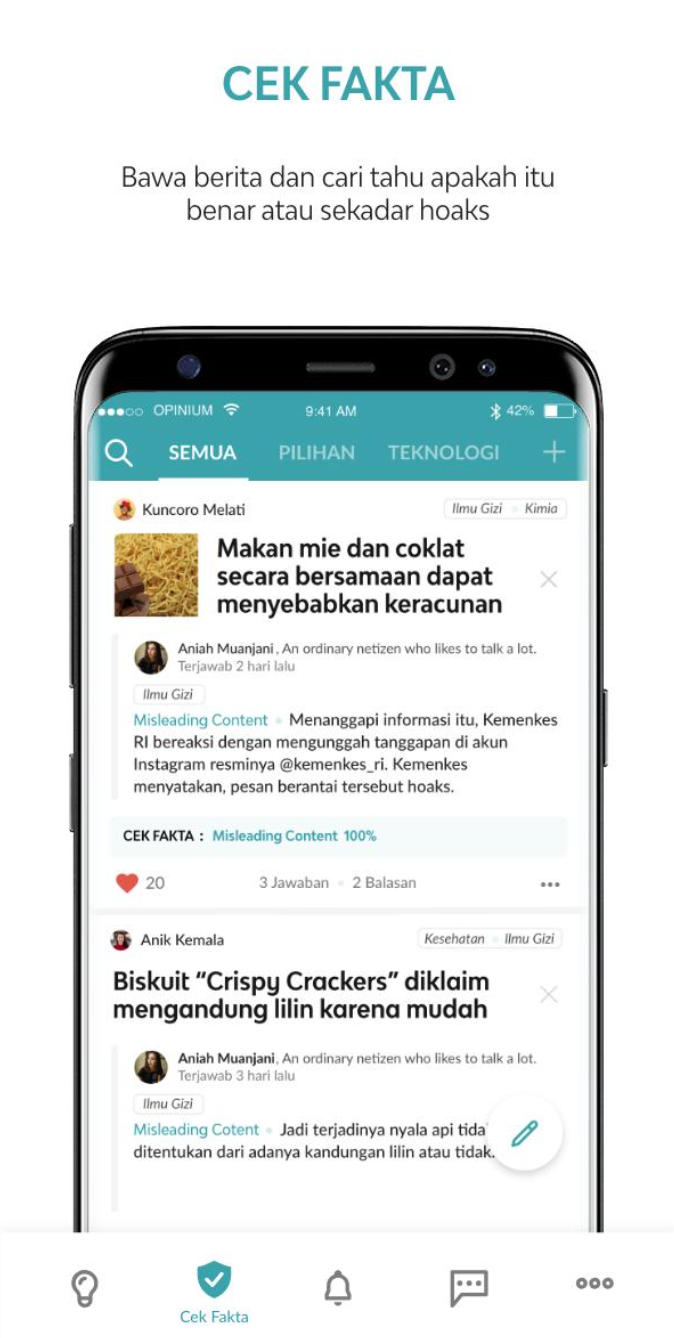 CEK FAKTA
Bawa berita dan cari tahu apakah itu
benar atau sekadar hoaks
OPINIUM 9:41 AM 42%
SEMUA PILIHAN TEKNOLOGI
Kuncoro Melati Ilmu Gizi Kimia
Makan mie dan coklat
secara bersamaan dapat
menyebabkan keracunan
Aniah Muanjani, An ordinary netizen who likes to talk a lot.
Terjawab 2 hari lalu
Ilmu Gizi
Misleading Content • Menanggapi informasi itu, Kemenkes
RI bereaksi dengan mengunggah tanggapan di akun
Instagram resminya @kemenkes_ri. Kemenkes
menyatakan, pesan berantai tersebut hoaks.
CEK FAKTA : Misleading Content 100%
20 3 Jawaban • 2 Balasan
Anik Kemala Kesehatan Ilmu Gizi
Biskuit “Crispy Crackers” diklaim
mengandung lilin karena mudah
Aniah Muanjani, An ordinary netizen who likes to talk a lot.
Terjawab 3 hari lalu
Ilmu Gizi
Misleading Cotent • Jadi terjadinya nyala api
ditentukan dari adanya kandungan lilin atau tidak.
Cek Fakta